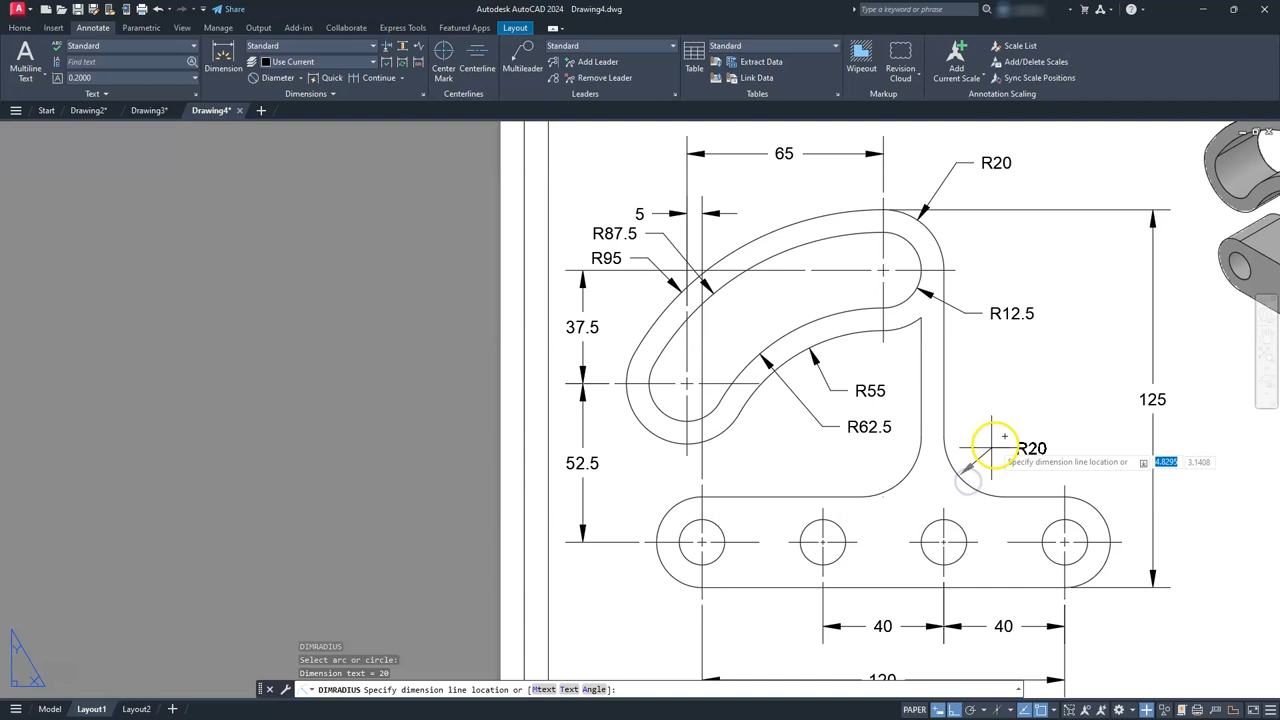 Share
Autodesk AutoCAD 2024 Drawing4.dwg
Type a keyword or phrase
Home Insert Annotate Parametric View Manage Output Add-ins Collaborate Express Tools Featured Apps Layout
Multiline
Text
Standard
Find text
0.2000
Text
Dimension
Standard
Use Current
Diameter
Quick
Continue
Dimensions
Center
Mark
Centerline
Centerlines
Multileader
Standard
Add Leader
Remove Leader
Leaders
Table
Standard
Extract Data
Link Data
Tables
Wipeout
Revision
Cloud
Markup
Add
Current Scale
Scale List
Add/Delete Scales
Sync Scale Positions
Annotation Scaling
Start Drawing2* Drawing3* Drawing4*
65
R20
5
R87.5
R95
R12.5
37.5
R55
125
R62.5
R20
Specify dimension line location or 4.8295 3.1408
52.5
40 40
120
Y
X
DIMRADIUS
Select arc or circle:
Dimension text = 20
DIMRADIUS Specify dimension line location or [Mtext Text Angle]:
Model Layout1 Layout2
PAPER